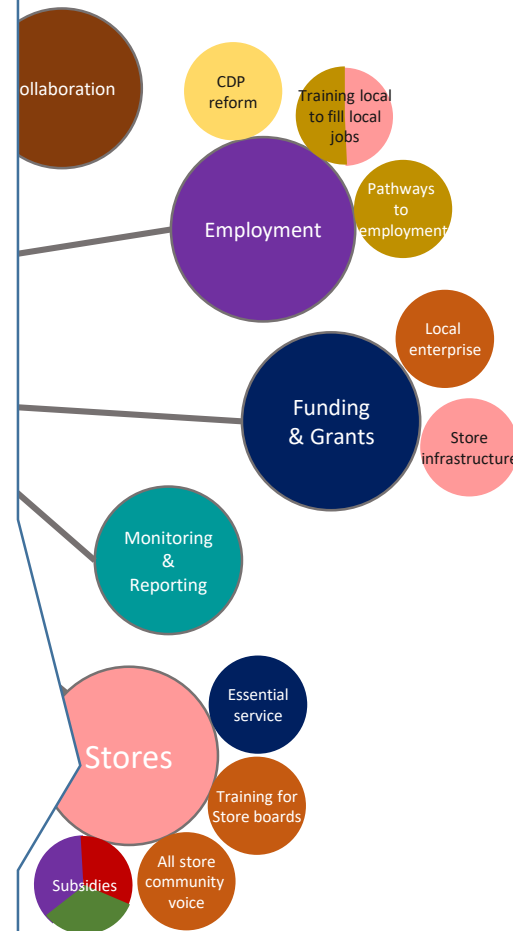 ollaboration
CDP
reform
Training local
to fill local
jobs
Pathways
to
employment
Employment
Local
enterprise
Funding
& Grants
Store
infrastructure
Monitoring
&
Reporting
Essential
service
Stores
Training for
Store boards
All store
community
voice
Subsidies